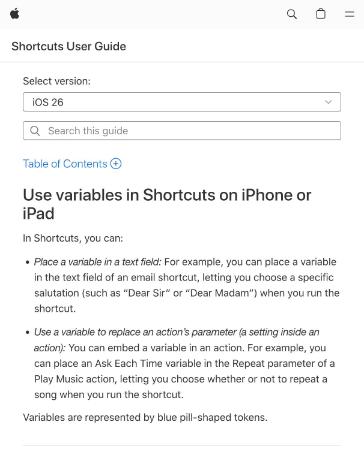 Shortcuts User Guide
Select version:
iOS 26
Search this guide
Table of Contents
Use variables in Shortcuts on iPhone or
iPad
In Shortcuts, you can:
• Place a variable in a text field: For example, you can place a variable
in the text field of an email shortcut, letting you choose a specific
salutation (such as “Dear Sir” or “Dear Madam”) when you run the
shortcut.
• Use a variable to replace an action’s parameter (a setting inside an
action): You can embed a variable in an action. For example, you can
place an Ask Each Time variable in the Repeat parameter of a
Play Music action, letting you choose whether or not to repeat a
song when you run the shortcut.
Variables are represented by blue pill-shaped tokens.